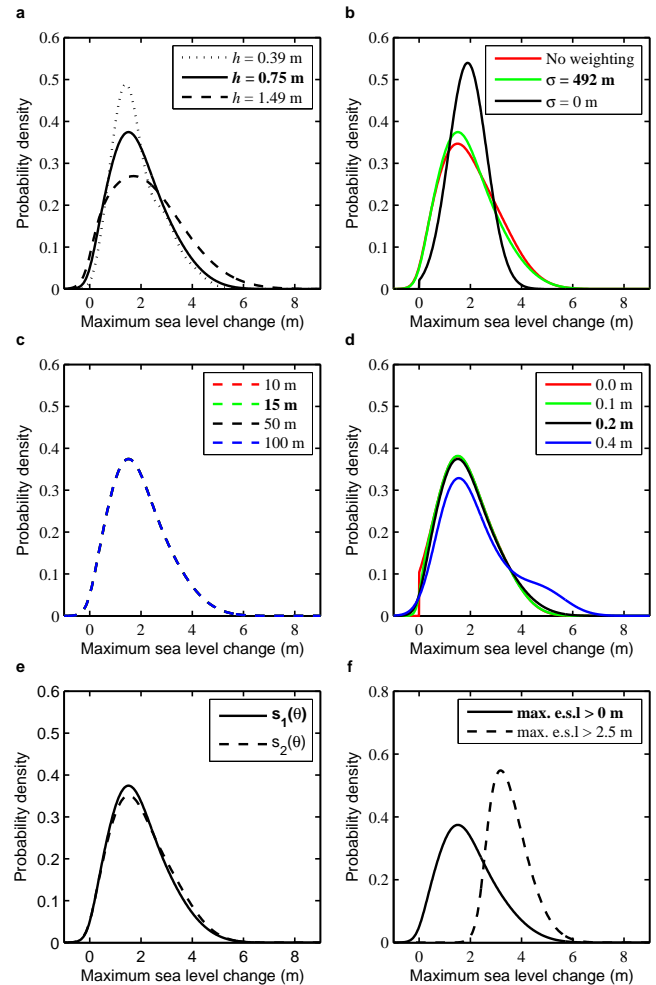 a
Probability density
0.6
0.5
0.4
0.3
0.2
0.1
0
0 2 4 6 8
Maximum sea level change (m)
h = 0.39 m
h = 0.75 m
h = 1.49 m
b
Probability density
0.6
0.5
0.4
0.3
0.2
0.1
0
0 2 4 6 8
Maximum sea level change (m)
No weighting
σ = 492 m
σ = 0 m
c
Probability density
0.6
0.5
0.4
0.3
0.2
0.1
0
0 2 4 6 8
Maximum sea level change (m)
10 m
15 m
50 m
100 m
d
Probability density
0.6
0.5
0.4
0.3
0.2
0.1
0
0 2 4 6 8
Maximum sea level change (m)
0.0 m
0.1 m
0.2 m
0.4 m
e
Probability density
0.6
0.5
0.4
0.3
0.2
0.1
0
0 2 4 6 8
Maximum sea level change (m)
s₁(θ)
s₂(θ)
f
Probability density
0.8
0.6
0.4
0.2
0
0 2 4 6 8
Maximum sea level change (m)
max. e.s.l > 0 m
max. e.s.l > 2.5 m